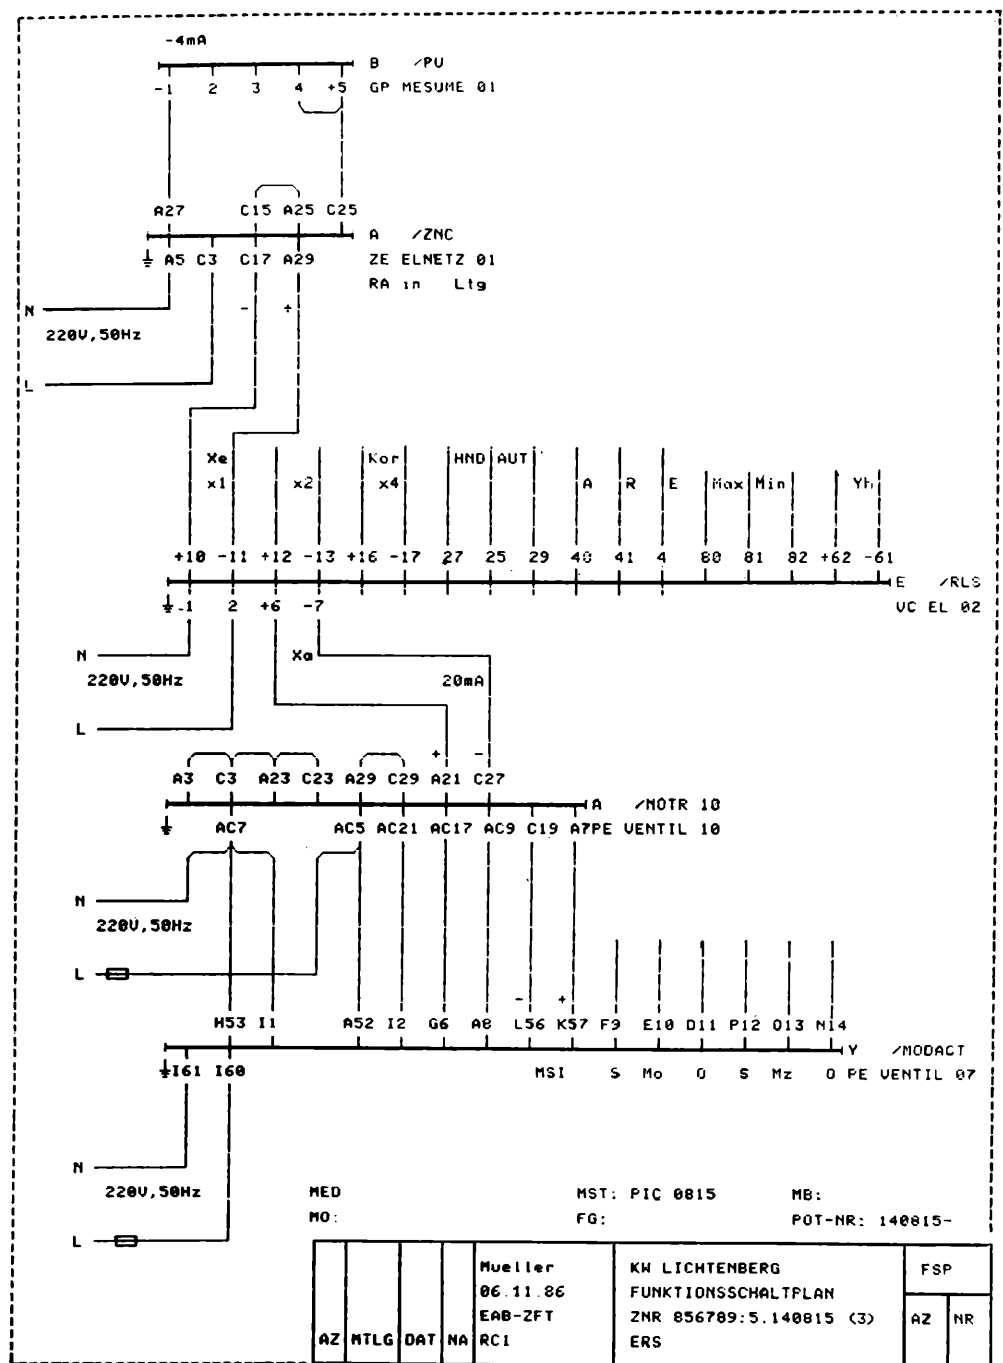 -4mA
B /PU
-1 2 3 4 +5 GP MESUME 01
A27 C15 A25 C25
A /ZNC
A5 C3 C17 A29 ZE ELNETZ 01
RA in Ltg
N - +
220V,50Hz
L
Xe Kor HND AUT
x1 x2 x4 A R E Max Min Yh
+10 -11 +12 -13 +16 -17 27 25 29 40 41 4 80 81 82 +62 -61
E /RLS
-1 2 +6 -7 VC EL 02
N Xa
220V,50Hz 20mA
L
+ -
A3 C3 A23 C23 A29 C29 A21 C27
A /NOTR 10
AC7 AC5 AC21 AC17 AC9 C19 A7 PE VENTIL 10
N
220V,50Hz
L
- +
H53 I1 A52 I2 G6 A8 L56 K57 F9 E10 D11 P12 O13 N14
Y /MODACT
I61 I60 MSI S Mo O S Mz O PE VENTIL 07
N
220V,50Hz MED MST: PIC 0815 MB:
MO: FG: POT-NR: 140815-
L
Mueller KW LICHTENBERG FSP
06.11.86 FUNKTIONSSCHALTPLAN
EAB-ZFT ZNR 856789:5.140815 (3) AZ NR
AZ MTLG DAT NA RC1 ERS